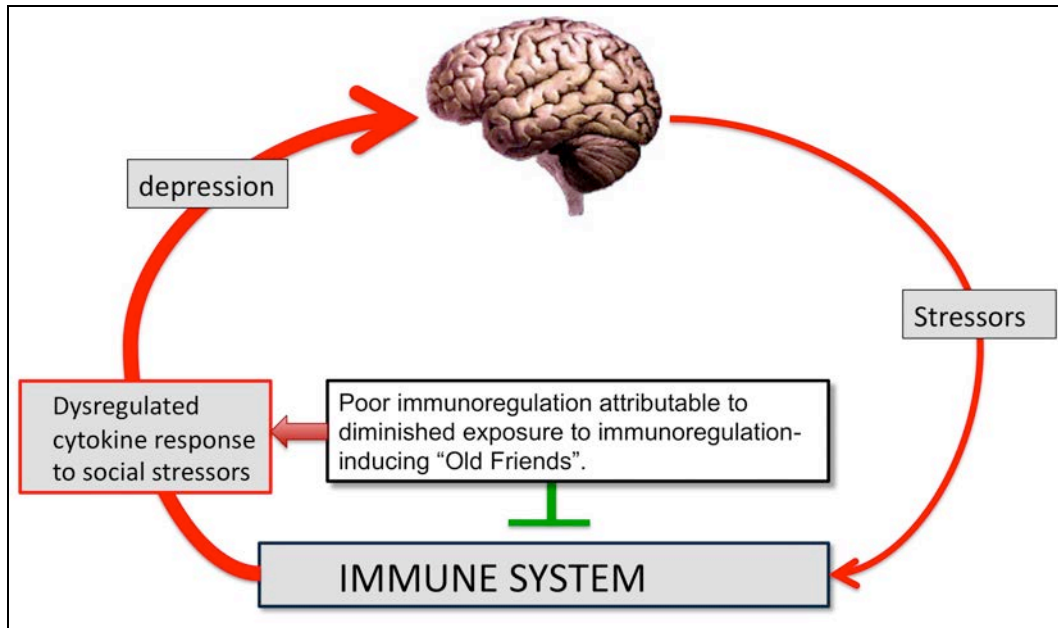 depression
Stressors
Dysregulated
cytokine response
to social stressors
Poor immunoregulation attributable to
diminished exposure to immunoregulation-
inducing “Old Friends”.
IMMUNE SYSTEM